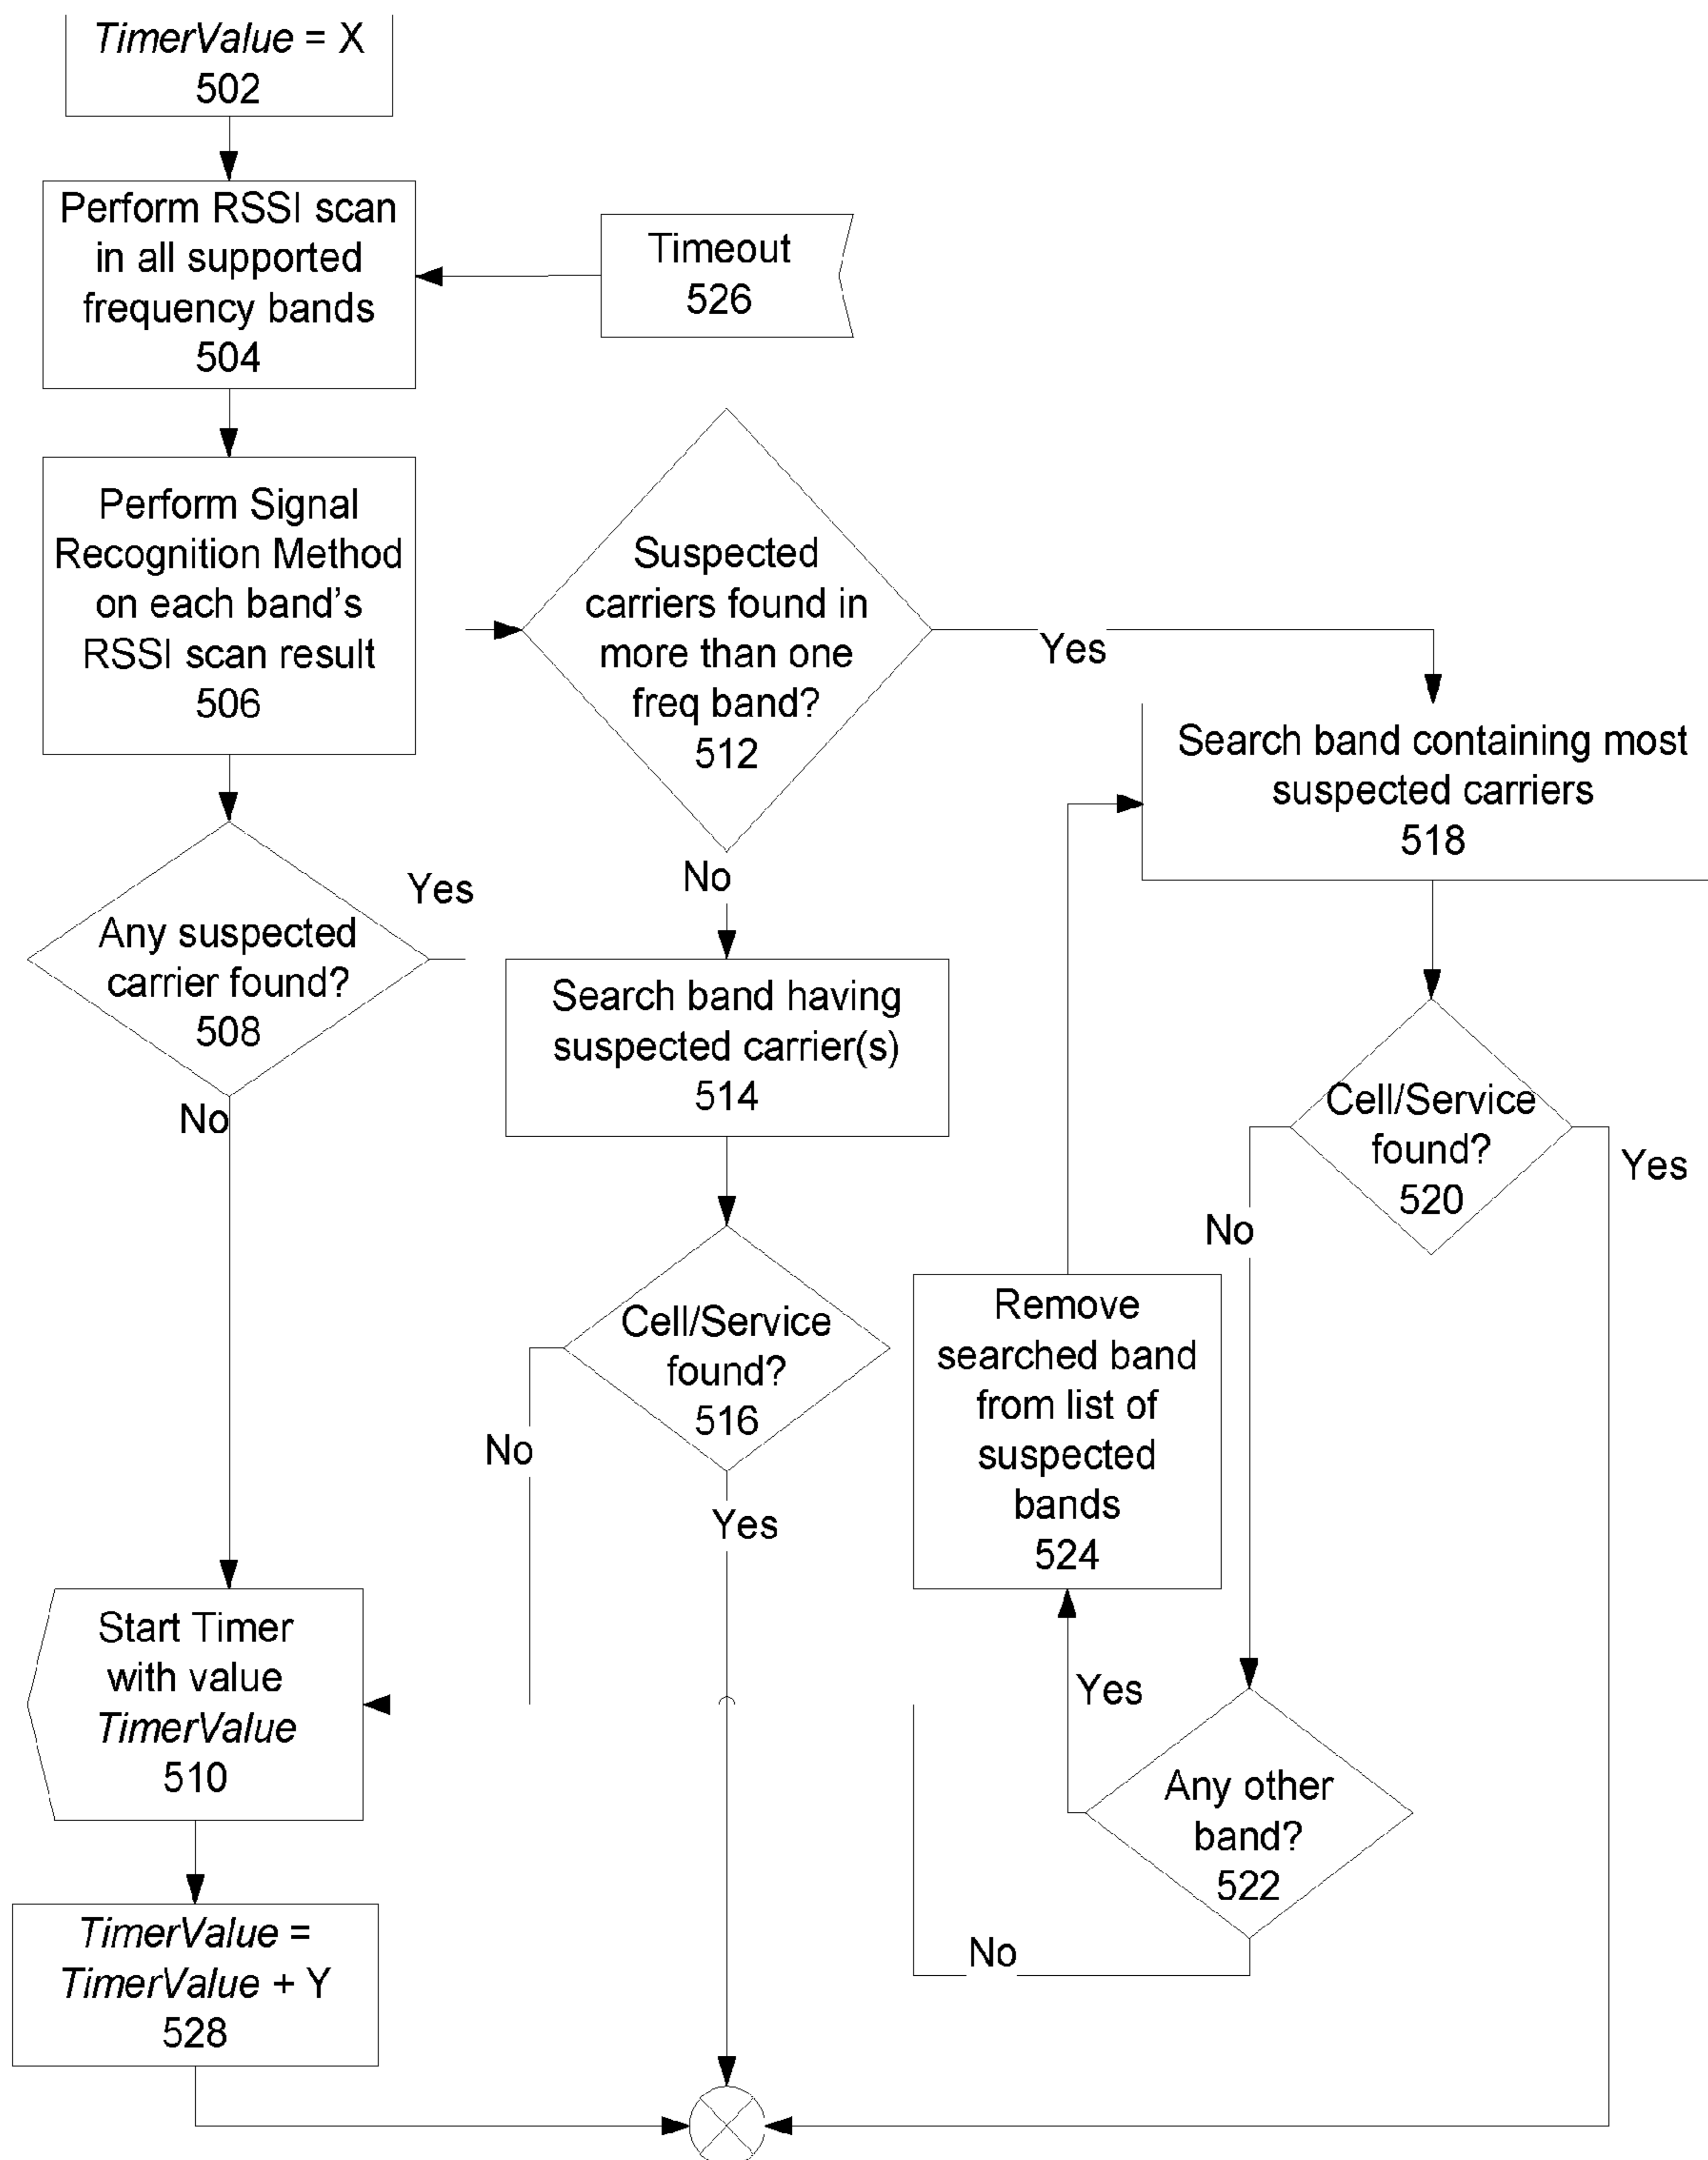 TimerValue = X
502
Perform RSSI scan
in all supported
frequency bands
504
Timeout
526
Perform Signal
Recognition Method
on each band's
RSSI scan result
506
Suspected
carriers found in
more than one
freq band?
512
Yes
Search band containing most
suspected carriers
518
No
Yes
Any suspected
carrier found?
508
No
Search band having
suspected carrier(s)
514
Cell/Service
found?
520
Yes
No
Cell/Service
found?
516
No
Yes
Remove
searched band
from list of
suspected
bands
524
Yes
Start Timer
with value
TimerValue
510
Any other
band?
522
No
TimerValue =
TimerValue + Y
528